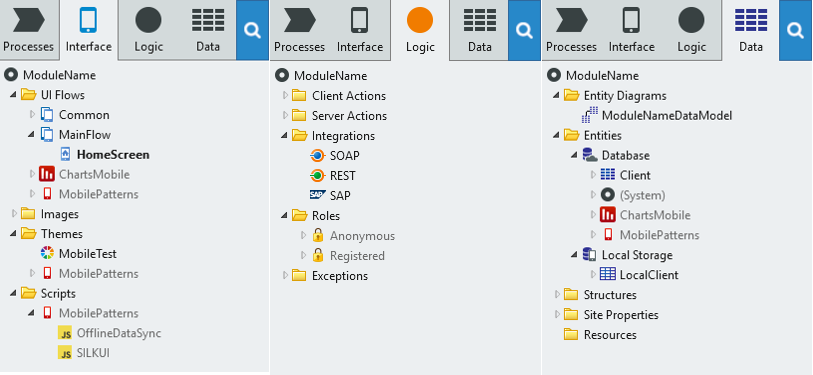 Processes Interface Logic Data
ModuleName
UI Flows
Common
MainFlow
HomeScreen
ChartsMobile
MobilePatterns
Images
Themes
MobileTest
MobilePatterns
Scripts
MobilePatterns
JS OfflineDataSync
JS SILKUI
Processes Interface Logic Data
ModuleName
Client Actions
Server Actions
Integrations
SOAP
REST
SAP SAP
Roles
Anonymous
Registered
Exceptions
Processes Interface Logic Data
ModuleName
Entity Diagrams
ModuleNameDataModel
Entities
Database
Client
(System)
ChartsMobile
MobilePatterns
Local Storage
LocalClient
Structures
Site Properties
Resources